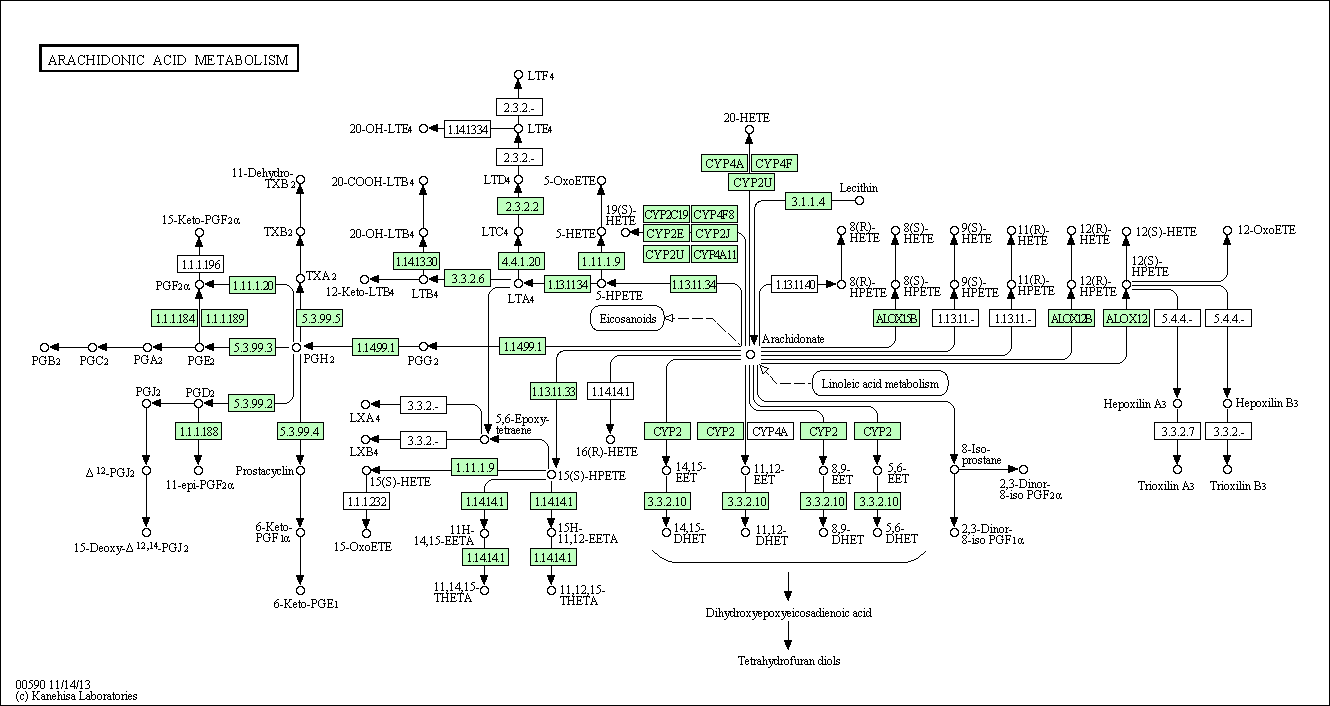 ARACHIDONIC ACID METABOLISM
LTF4
2.3.2.-
20-OH-LTE4
1.14.1334
LTE4
20-HETE
2.3.2.-
CYP4A
CYP4F
11-Dehydro-
TXB2
20-COOH-LTB4
LTD4
5-OxoETE
CYP2U
Lecithin
3.1.1.4
2.3.2.2
19(S)-
HETE
CYP2C19
CYP4F8
15-Keto-PGF2α
TXB2
20-OH-LTB4
LTC4
5-HETE
CYP2E
CYP2J
8(R)-
HETE
8(S)-
HETE
9(S)-
HETE
11(R)-
HETE
12(R)-
HETE
12(S)-HETE
12-OxoETE
CYP2U
CYP4A11
1.1.1.196
1.14.1330
4.4.1.20
1.11.1.9
12(S)-
HPETE
TXA2
3.3.2.6
PGF2α
1.11.1.20
12-Keto-LTB4
LTB4
LTA4
1.13.1134
5-HPETE
1.13.11.34
1.13.1140
8(R)-
HPETE
8(S)-
HPETE
9(S)-
HPETE
11(R)-
HPETE
12(R)-
HPETE
1.1.1.184
1.1.1.189
5.3.99.5
Eicosanoids
ALOX15B
1.13.11.-
1.13.11.-
ALOX12B
ALOX12
5.4.4.-
5.4.4.-
Arachidonate
PGB2
PGC2
PGA2
PGE2
5.3.99.3
PGH2
1.1499.1
PGG2
1.1499.1
Linoleic acid metabolism
PGJ2
PGD2
5.3.99.2
1.13.11.33
1.14.14.1
LXA4
3.3.2.-
Hepoxilin A3
Hepoxilin B3
5,6-Epoxy-
tetraene
1.1.1.188
5.3.99.4
LXB4
3.3.2.-
CYP2
CYP2
CYP4A
CYP2
CYP2
3.3.2.7
3.3.2.-
16(R)-HETE
8-Iso-
prostane
Δ12-PGJ2
11-epi-PGF2α
Prostacyclin
15(S)-HETE
1.11.1.9
15(S)-HPETE
14,15-
EET
11,12-
EET
8,9-
EET
5,6-
EET
2,3-Dinor-
8-iso PGF2α
Trioxilin A3
Trioxilin B3
1.1.1.232
1.14.14.1
1.14.14.1
3.3.2.10
3.3.2.10
3.3.2.10
3.3.2.10
6-Keto-
PGF1α
11H-
14,15-EETA
15H-
11,12-EETA
14,15-
DHET
11,12-
DHET
8,9-
DHET
5,6-
DHET
2,3-Dinor-
8-iso PGF1α
15-Deoxy-Δ12,14-PGJ2
15-OxoETE
1.14.14.1
1.14.14.1
6-Keto-PGE1
11,14,15-
THETA
11,12,15-
THETA
Dihydroxyepoxyeicosadienoic acid
Tetrahydrofuran diols
00590 11/14/13
(c) Kanehisa Laboratories